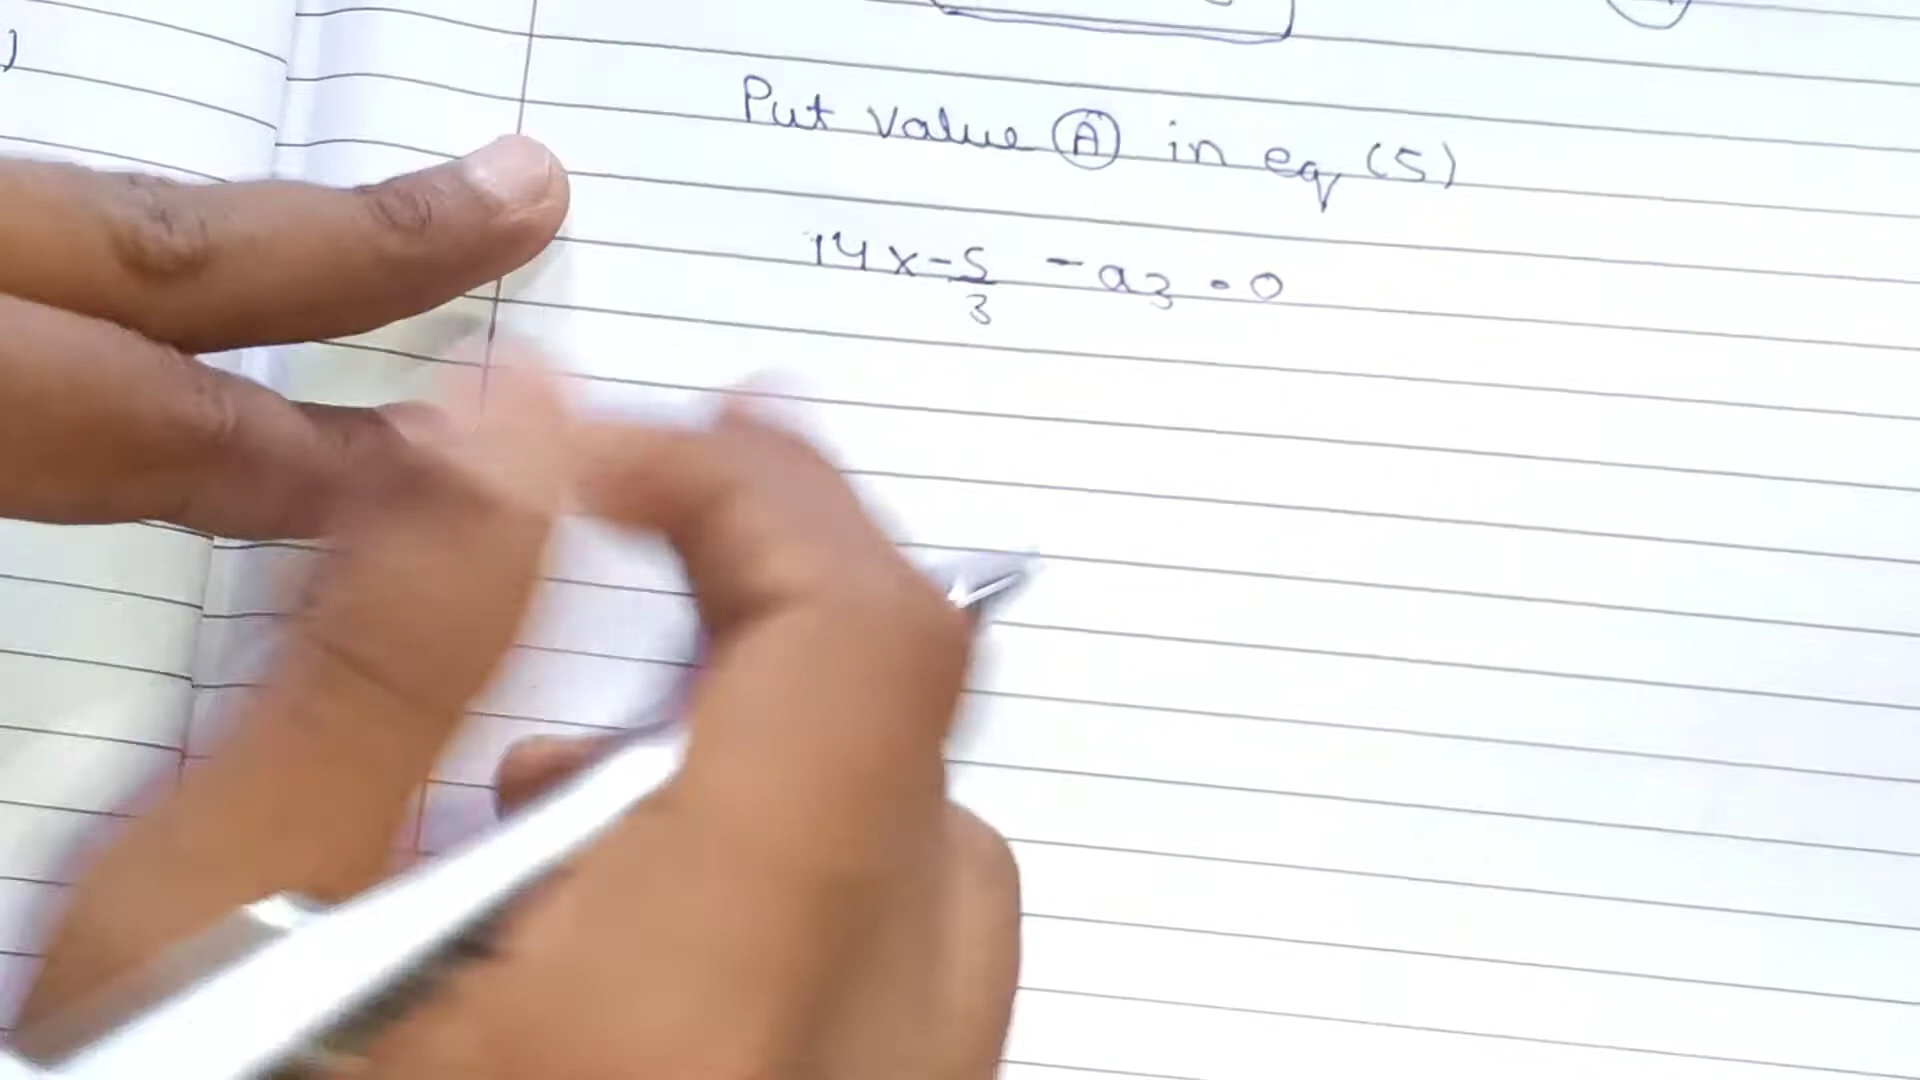 )
Put value Ⓐ in eq (5)
14 x -5/3 - a3 = 0